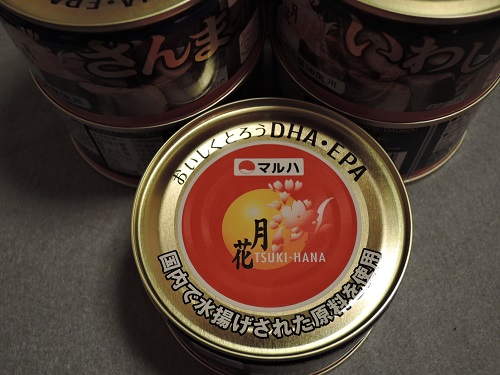 さんま
いわし
おいしくとろうDHA・EPA
マルハ
月花
TSUKI-HANA
国内で水揚げされた原料を使用